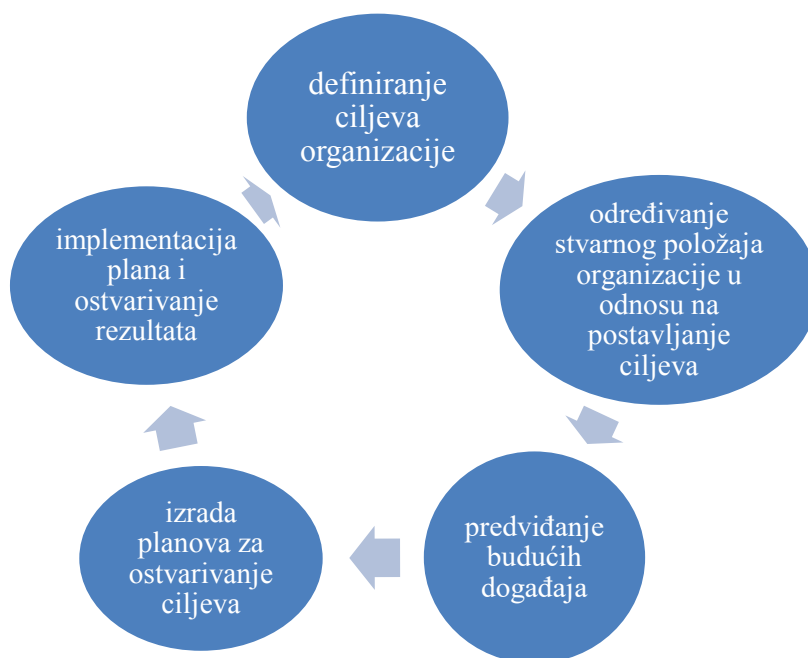 definiranje
ciljeva
organizacije
određivanje
stvarnog položaja
organizacije u
odnosu na
postavljanje
ciljeva
predviđanje
budućih
događaja
izrada
planova za
ostvarivanje
ciljeva
implementacija
plana i
ostvarivanje
rezultata